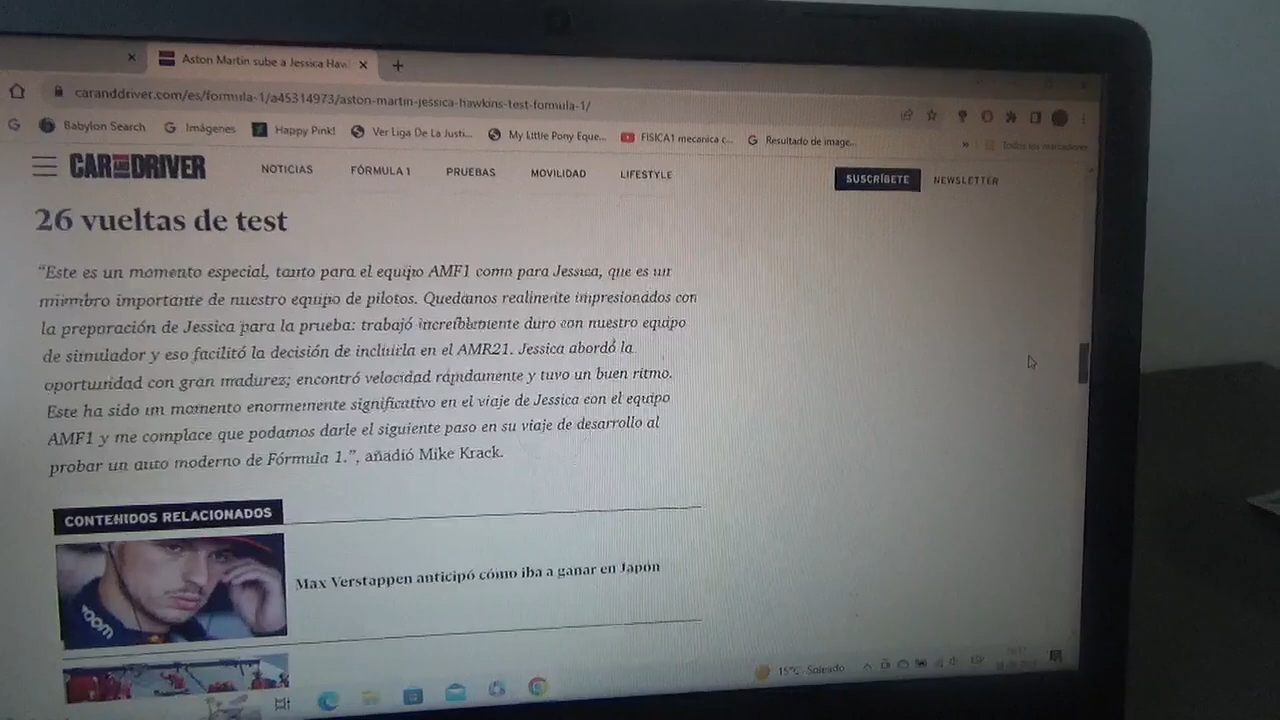 Aston Martin sube a Jessica Haw
caranddriver.com/es/formula-1/a45314973/aston-martin-jessica-hawkins-test-formula-1/
Babylon Search Imágenes Happy Pink! Ver Liga De La Justi... My Little Pony Eque... FISICA1 mecanica c... Resultado de image... » Todos los marcadores
CAR AND DRIVER NOTICIAS FÓRMULA 1 PRUEBAS MOVILIDAD LIFESTYLE SUSCRÍBETE NEWSLETTER
26 vueltas de test
“Este es un momento especial, tanto para el equipo AMF1 como para Jessica, que es un
miembro importante de nuestro equipo de pilotos. Quedamos realmente impresionados con
la preparación de Jessica para la prueba: trabajó increíblemente duro con nuestro equipo
de simulador y eso facilitó la decisión de incluirla en el AMR21. Jessica abordó la
oportunidad con gran madurez; encontró velocidad rápidamente y tuvo un buen ritmo.
Este ha sido un momento enormemente significativo en el viaje de Jessica con el equipo
AMF1 y me complace que podamos darle el siguiente paso en su viaje de desarrollo al
probar un auto moderno de Fórmula 1.”, añadió Mike Krack.
CONTENIDOS RELACIONADOS
Max Verstappen anticipó cómo iba a ganar en Japón
15°C Soleado